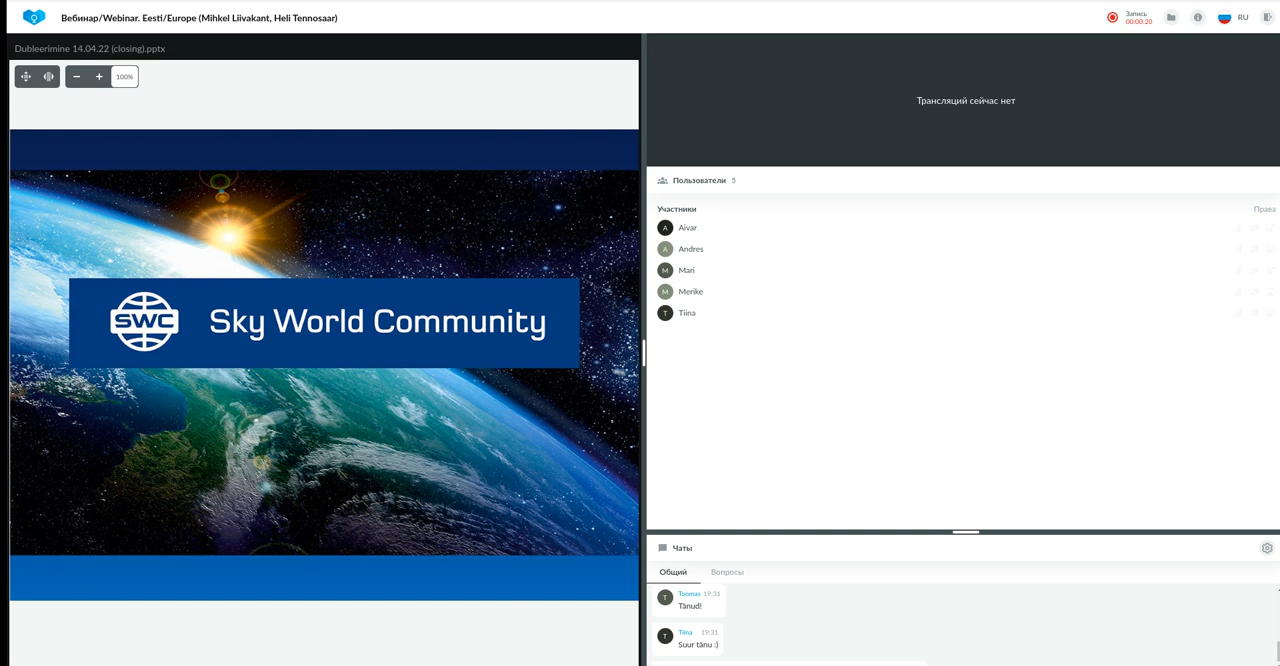 Вебинар/Webinar. Eesti/Europe (Mihkel Liivakant, Heli Tennosaar)
Запись
00:00:20
RU
Dubleerimine 14.04.22 (closing).pptx
100%
SWC
Sky World Community
Трансляций сейчас нет
Пользователи 5
Участники
Права
A Aivar
A Andres
M Mari
M Merike
T Tiina
Чаты
Общий
Вопросы
T Toomas 19:31
Tänud!
T Tiina 19:31
Suur tänu :)